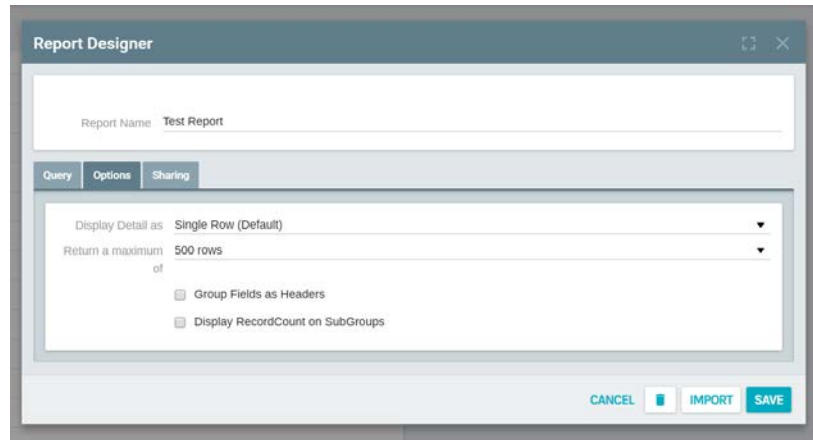 Report Designer
Report Name Test Report
Query Options Sharing
Display Detail as Single Row (Default)
Return a maximum 500 rows
of
Group Fields as Headers
Display RecordCount on SubGroups
CANCEL IMPORT SAVE